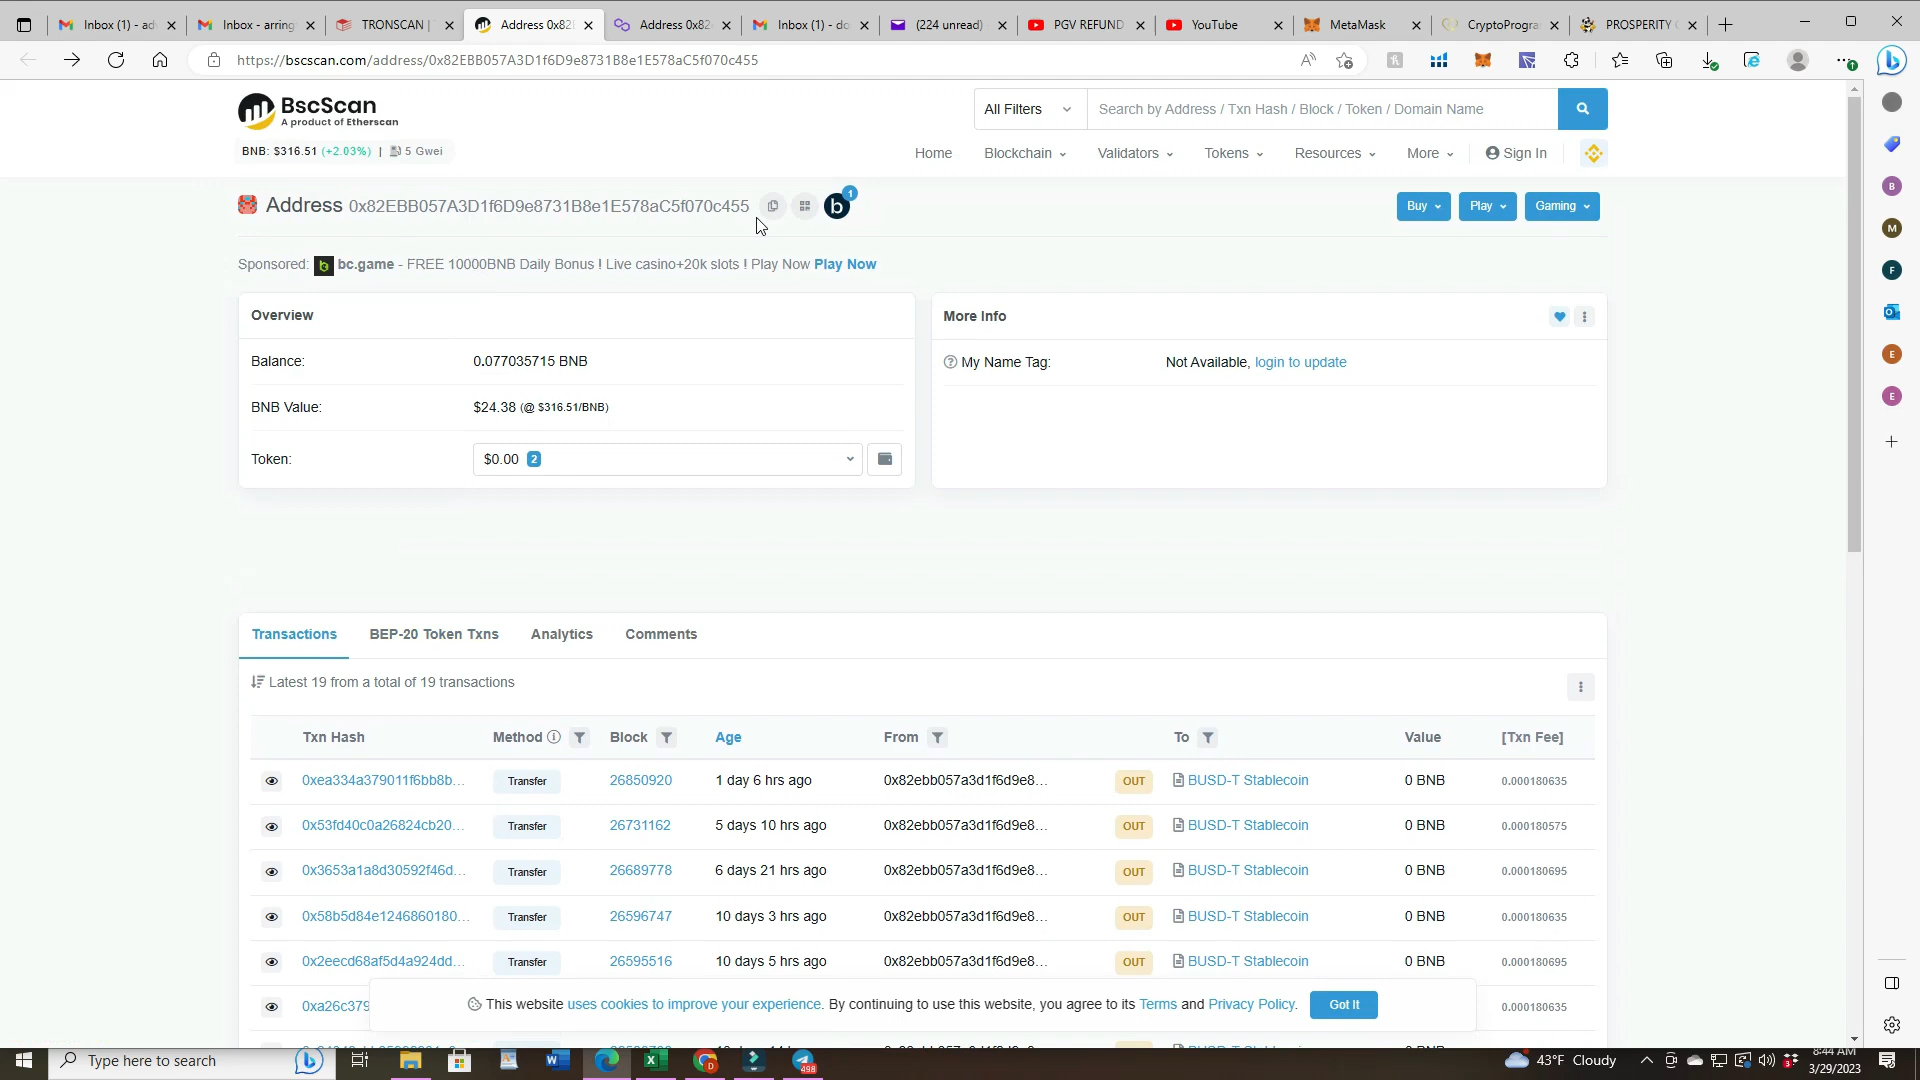 Inbox (1) - ad
Inbox - arring
TRONSCAN |
Address 0x82
Address 0x82
Inbox (1) - do
(224 unread)
PGV REFUND
YouTube
MetaMask
CryptoProgra
PROSPERITY
https://bscscan.com/address/0x82EBB057A3D1f6D9e8731B8e1E578aC5f070c455
BscScan
A product of Etherscan
All Filters
Search by Address / Txn Hash / Block / Token / Domain Name
BNB: $316.51 (+2.03%) | 5 Gwei
Home Blockchain Validators Tokens Resources More Sign In
Address 0x82EBB057A3D1f6D9e8731B8e1E578aC5f070c455
b 1
Buy Play Gaming
Sponsored: bc.game - FREE 10000BNB Daily Bonus ! Live casino+20k slots ! Play Now Play Now
Overview
Balance: 0.077035715 BNB
BNB Value: $24.38 (@ $316.51/BNB)
Token: $0.00 2
More Info
My Name Tag: Not Available, login to update
Transactions BEP-20 Token Txns Analytics Comments
Latest 19 from a total of 19 transactions
Txn Hash Method Block Age From To Value [Txn Fee]
0xea334a379011f6bb8b... Transfer 26850920 1 day 6 hrs ago 0x82ebb057a3d1f6d9e8... OUT BUSD-T Stablecoin 0 BNB 0.000180635
0x53fd40c0a26824cb20... Transfer 26731162 5 days 10 hrs ago 0x82ebb057a3d1f6d9e8... OUT BUSD-T Stablecoin 0 BNB 0.000180575
0x3653a1a8d30592f46d... Transfer 26689778 6 days 21 hrs ago 0x82ebb057a3d1f6d9e8... OUT BUSD-T Stablecoin 0 BNB 0.000180695
0x58b5d84e1246860180... Transfer 26596747 10 days 3 hrs ago 0x82ebb057a3d1f6d9e8... OUT BUSD-T Stablecoin 0 BNB 0.000180635
0x2eecd68af5d4a924dd... Transfer 26595516 10 days 5 hrs ago 0x82ebb057a3d1f6d9e8... OUT BUSD-T Stablecoin 0 BNB 0.000180695
0xa26c379 0.000180635
This website uses cookies to improve your experience. By continuing to use this website, you agree to its Terms and Privacy Policy. Got It
B
M
F
E
E
Type here to search
498
43°F Cloudy
8:44 AM
3/29/2023